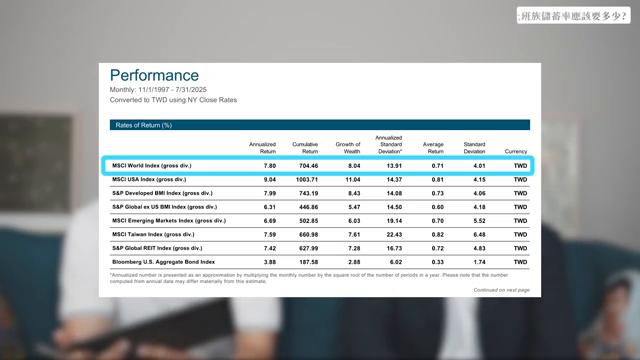 班族儲蓄率應該要多少?
Performance
Monthly: 11/1/1997 - 7/31/2025
Converted to TWD using NY Close Rates
Rates of Return (%)
Annualized Return Cumulative Return Growth of Wealth Annualized Standard Deviation* Average Return Standard Deviation Currency
MSCI World Index (gross div.) 7.80 704.46 8.04 13.91 0.71 4.01 TWD
MSCI USA Index (gross div.) 9.04 1003.71 11.04 14.37 0.81 4.15 TWD
S&P Developed BMI Index (gross div.) 7.99 743.19 8.43 14.08 0.73 4.06 TWD
S&P Global ex US BMI Index (gross div.) 6.31 446.86 5.47 14.50 0.60 4.18 TWD
MSCI Emerging Markets Index (gross div.) 6.69 502.85 6.03 19.14 0.70 5.52 TWD
MSCI Taiwan Index (gross div.) 7.59 660.98 7.61 22.43 0.82 6.48 TWD
S&P Global REIT Index (gross div.) 7.42 627.99 7.28 16.73 0.72 4.83 TWD
Bloomberg U.S. Aggregate Bond Index 3.88 187.58 2.88 6.02 0.33 1.74 TWD
*Annualized number is presented as an approximation by multiplying the monthly number by the square root of the number of periods in a year. Please note that the number
computed from annual data may differ materially from this estimate.
Continued on next page